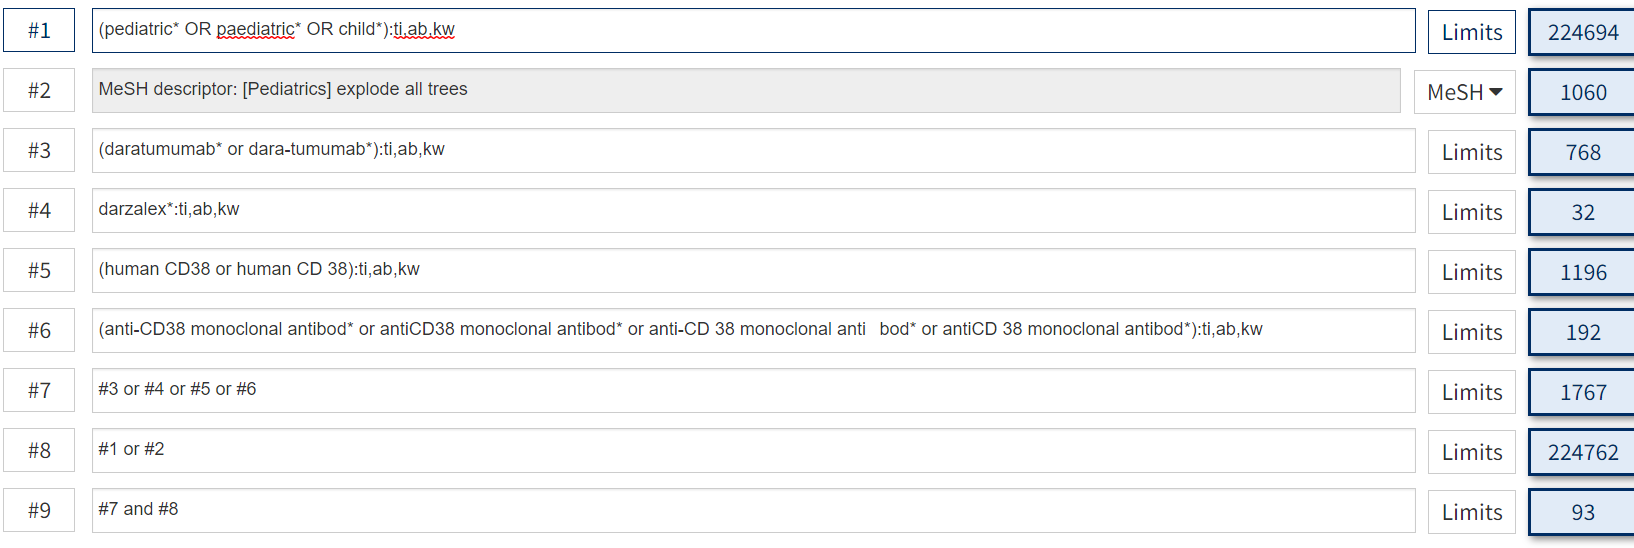 #1 (pediatric* OR paediatric* OR child*):ti,ab,kw Limits 224694
#2 MeSH descriptor: [Pediatrics] explode all trees MeSH 1060
#3 (daratumumab* or dara-tumumab*):ti,ab,kw Limits 768
#4 darzalex*:ti,ab,kw Limits 32
#5 (human CD38 or human CD 38):ti,ab,kw Limits 1196
#6 (anti-CD38 monoclonal antibod* or antiCD38 monoclonal antibod* or anti-CD 38 monoclonal anti bod* or antiCD 38 monoclonal antibod*):ti,ab,kw Limits 192
#7 #3 or #4 or #5 or #6 Limits 1767
#8 #1 or #2 Limits 224762
#9 #7 and #8 Limits 93